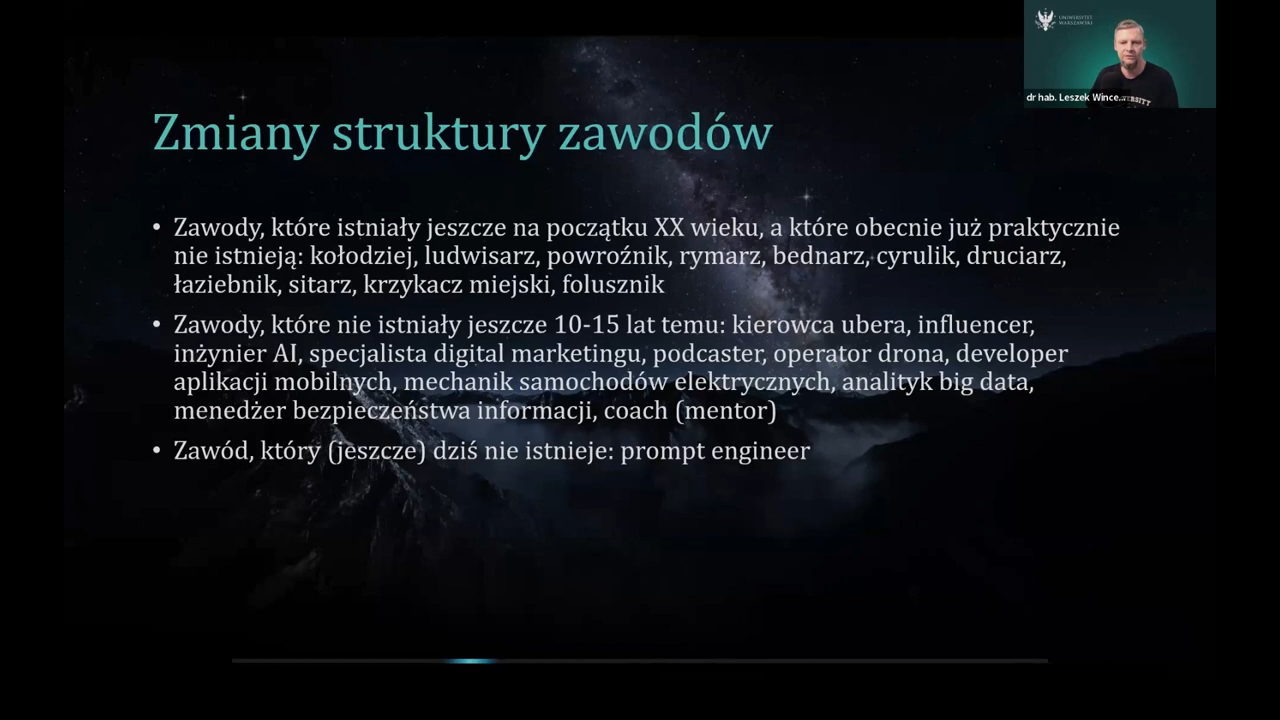 UNIWERSYTET
WARSZAWSKI
dr hab. Leszek Wince...
Zmiany struktury zawodów
• Zawody, które istniały jeszcze na początku XX wieku, a które obecnie już praktycznie
nie istnieją: kołodziej, ludwisarz, powroźnik, rymarz, bednarz, cyrulik, druciarz,
łaziebnik, sitarz, krzykacz miejski, folusznik
• Zawody, które nie istniały jeszcze 10-15 lat temu: kierowca ubera, influencer,
inżynier AI, specjalista digital marketingu, podcaster, operator drona, developer
aplikacji mobilnych, mechanik samochodów elektrycznych, analityk big data,
menedżer bezpieczeństwa informacji, coach (mentor)
• Zawód, który (jeszcze) dziś nie istnieje: prompt engineer